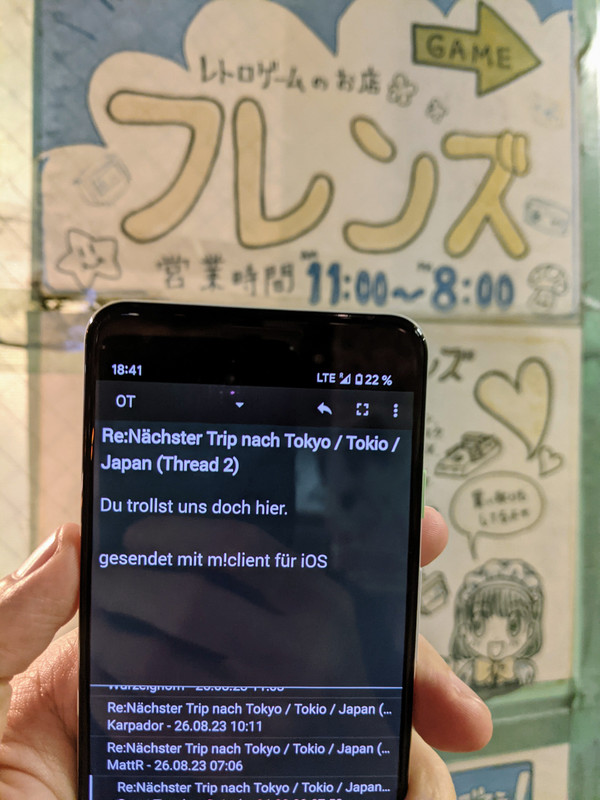 GAME
レトロゲームのお店
フレンズ
営業時間 AM 11:00〜PM 8:00
18:41 LTE 22 %
OT
Re:Nächster Trip nach Tokyo / Tokio /
Japan (Thread 2)
Du trollst uns doch hier.
gesendet mit m!client für iOS
Re:Nächster Trip nach Tokyo / Tokio / Japan (...
Karpador - 26.08.23 10:11
Re:Nächster Trip nach Tokyo / Tokio / Japan (...
MattR - 26.08.23 07:06
Re:Nächster Trip nach Tokyo / Tokio / Japan...
ンズ